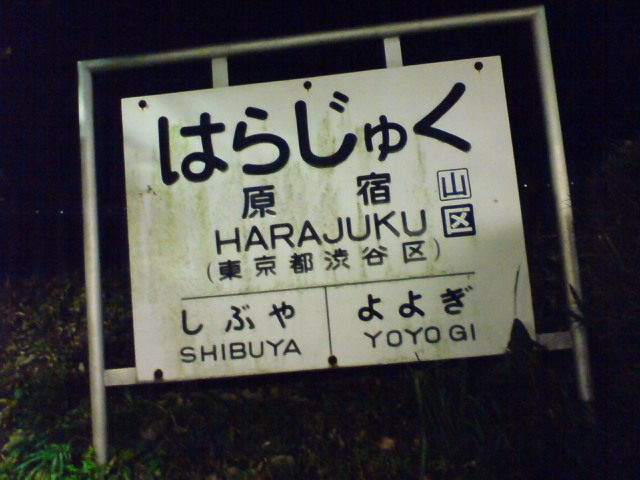 はらじゅく
原 宿 山
HARAJUKU 区
(東京都渋谷区)
しぶや よよぎ
SHIBUYA YOYOGI